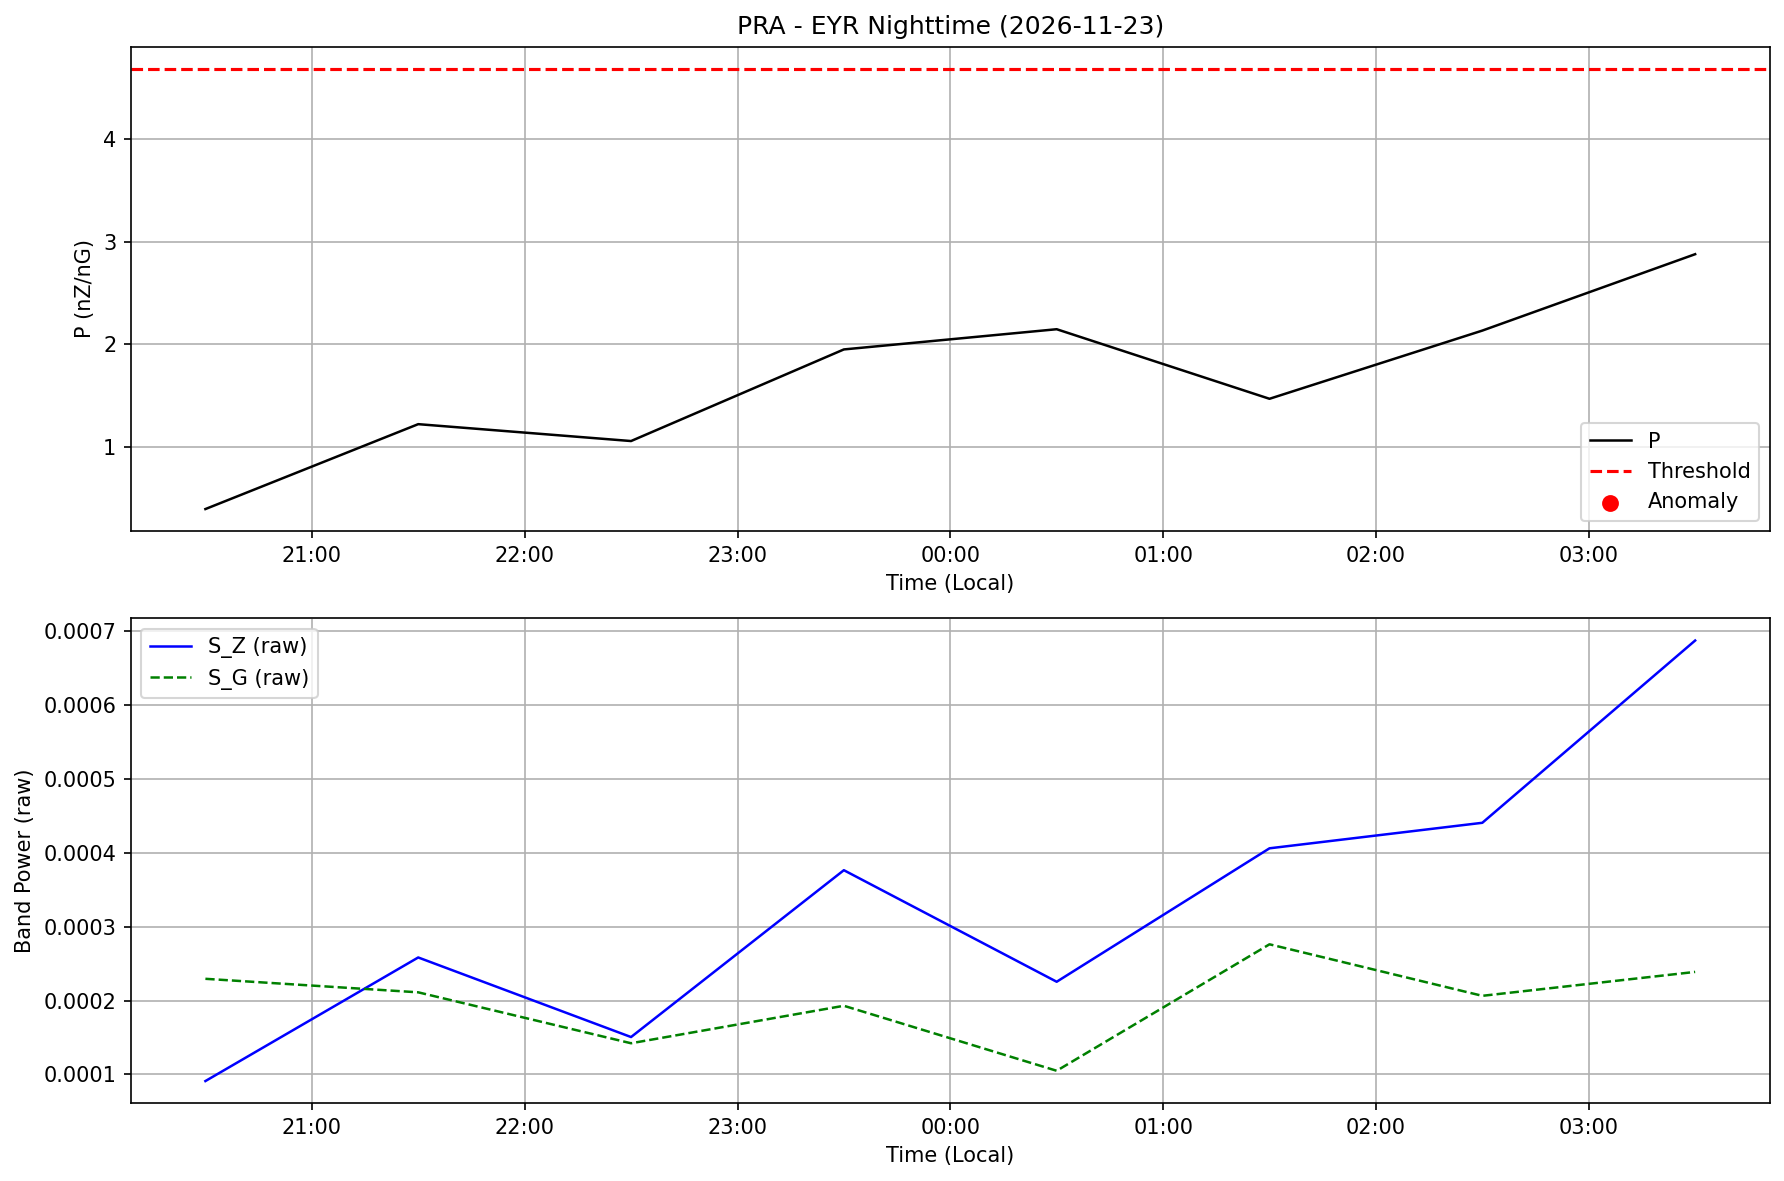 PRA - EYR Nighttime (2026-11-23)
P (nZ/nG)
4
3
2
1
P
Threshold
Anomaly
21:00 22:00 23:00 00:00 01:00 02:00 03:00
Time (Local)
Band Power (raw)
0.0007
0.0006
0.0005
0.0004
0.0003
0.0002
0.0001
S_Z (raw)
S_G (raw)
21:00 22:00 23:00 00:00 01:00 02:00 03:00
Time (Local)